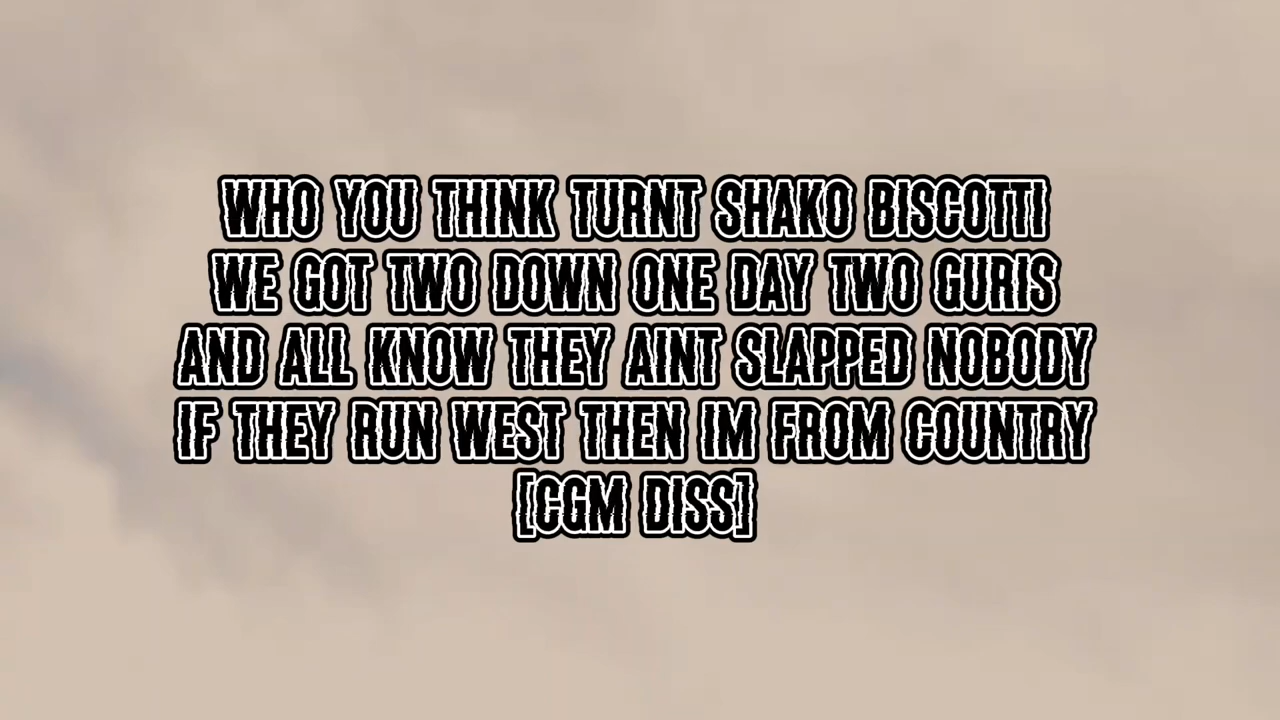 WHO YOU THINK TURNT SHAKO BISCOTTI
WE GOT TWO DOWN ONE DAY TWO GURIS
AND ALL KNOW THEY AINT SLAPPED NOBODY
IF THEY RUN WEST THEN IM FROM COUNTRY
[CGM DISS]